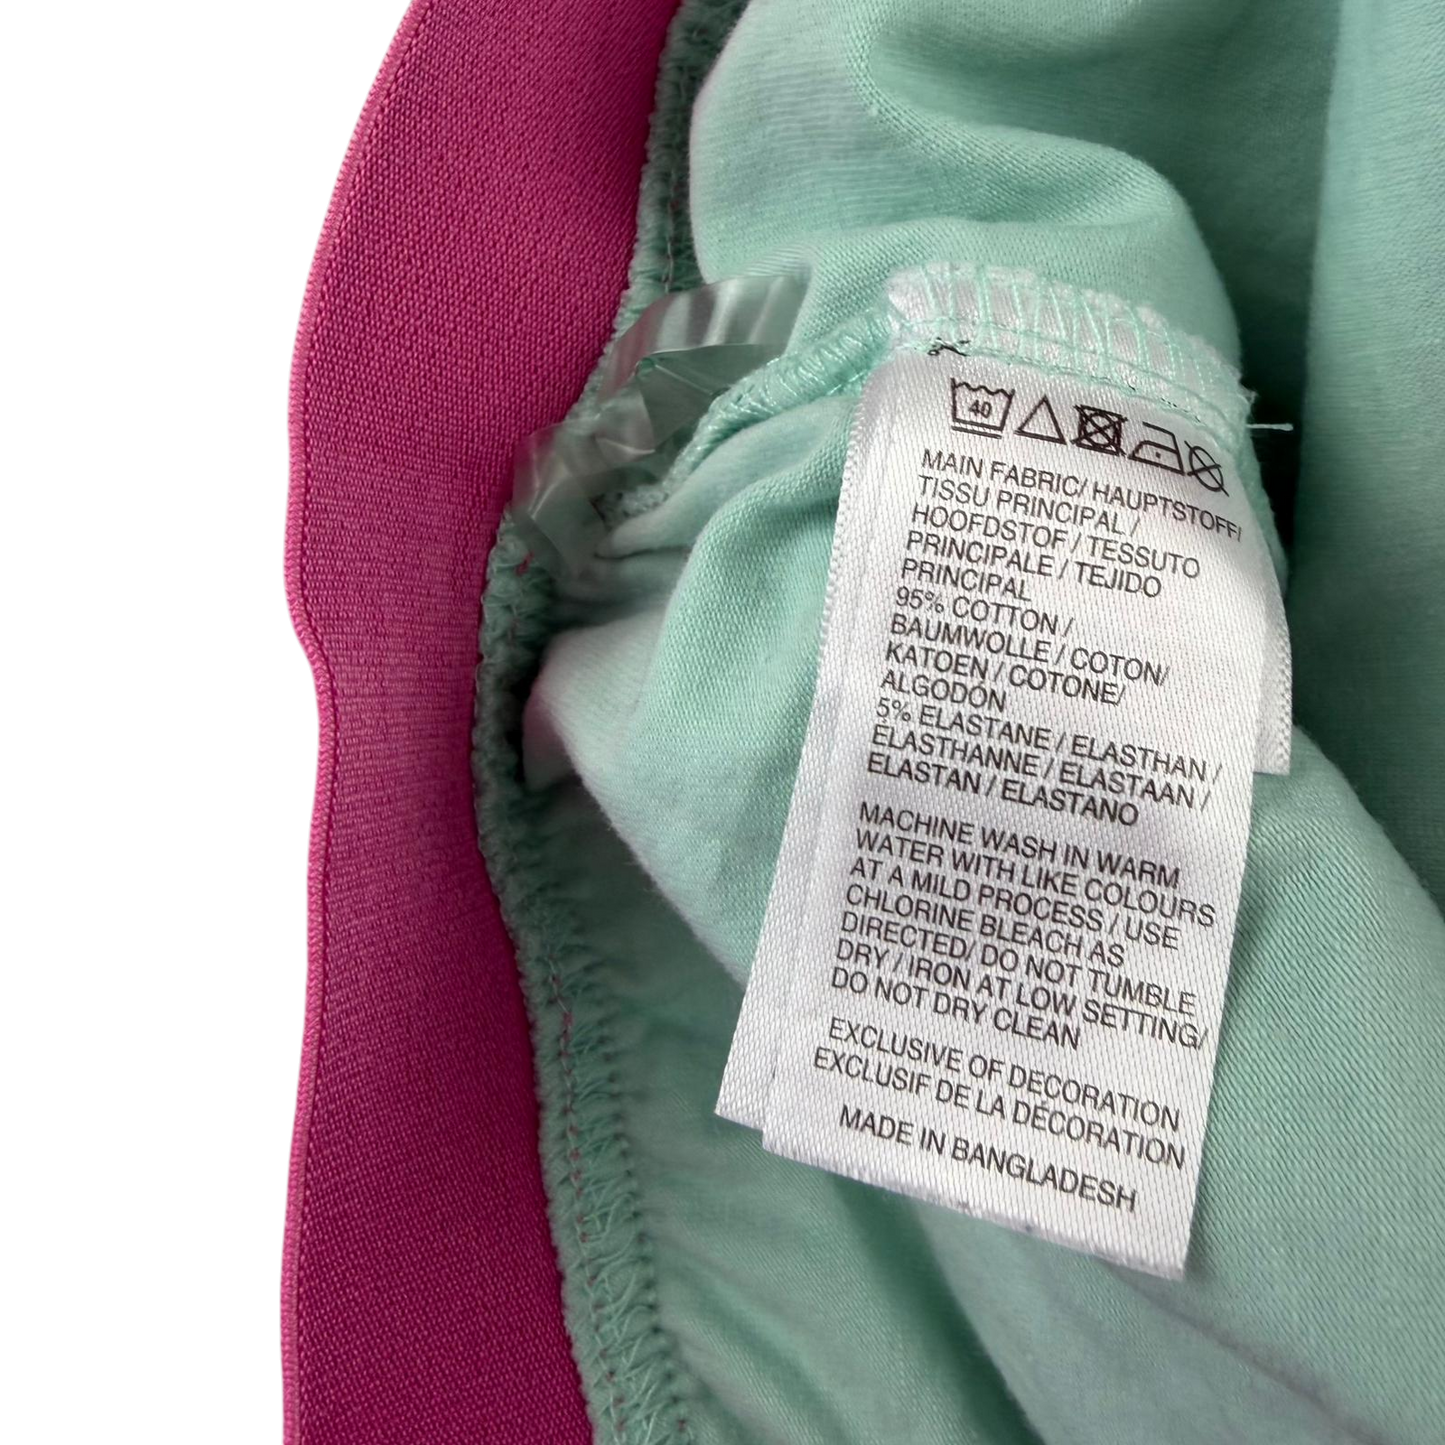 40
MAIN FABRIC/ HAUPTSTOFF/
TISSU PRINCIPAL /
HOOFDSTOF / TESSUTO
PRINCIPALE / TEJIDO
PRINCIPAL
95% COTTON /
BAUMWOLLE / COTON/
KATOEN / COTONE/
ALGODÓN
5% ELASTANE / ELASTHAN /
ÉLASTHANNE / ELASTAAN /
ELASTAN / ELASTANO
MACHINE WASH IN WARM
WATER WITH LIKE COLOURS
AT A MILD PROCESS / USE
CHLORINE BLEACH AS
DIRECTED/ DO NOT TUMBLE
DRY / IRON AT LOW SETTING/
DO NOT DRY CLEAN
EXCLUSIVE OF DECORATION
EXCLUSIF DE LA DÉCORATION
MADE IN BANGLADESH